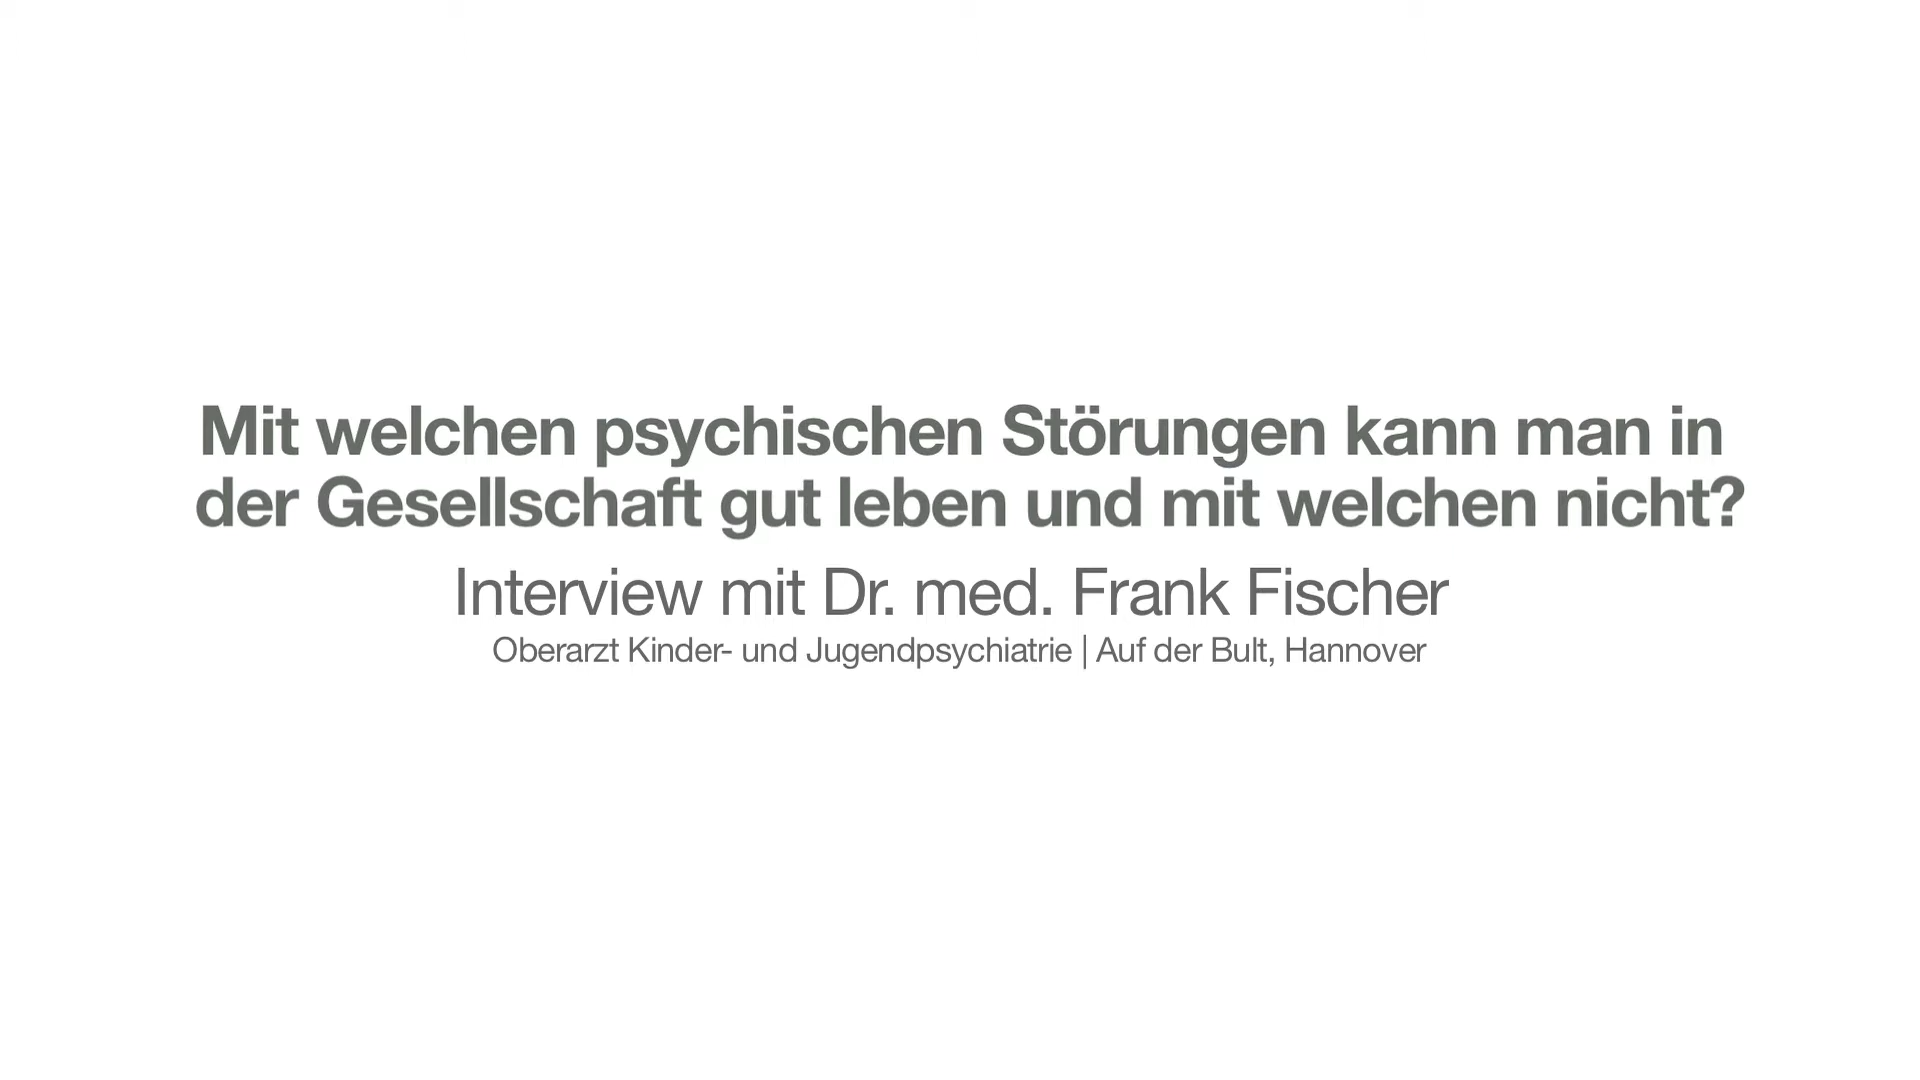 Mit welchen psychischen Störungen kann man in
der Gesellschaft gut leben und mit welchen nicht?
Interview mit Dr. med. Frank Fischer
Oberarzt Kinder- und Jugendpsychiatrie | Auf der Bult, Hannover